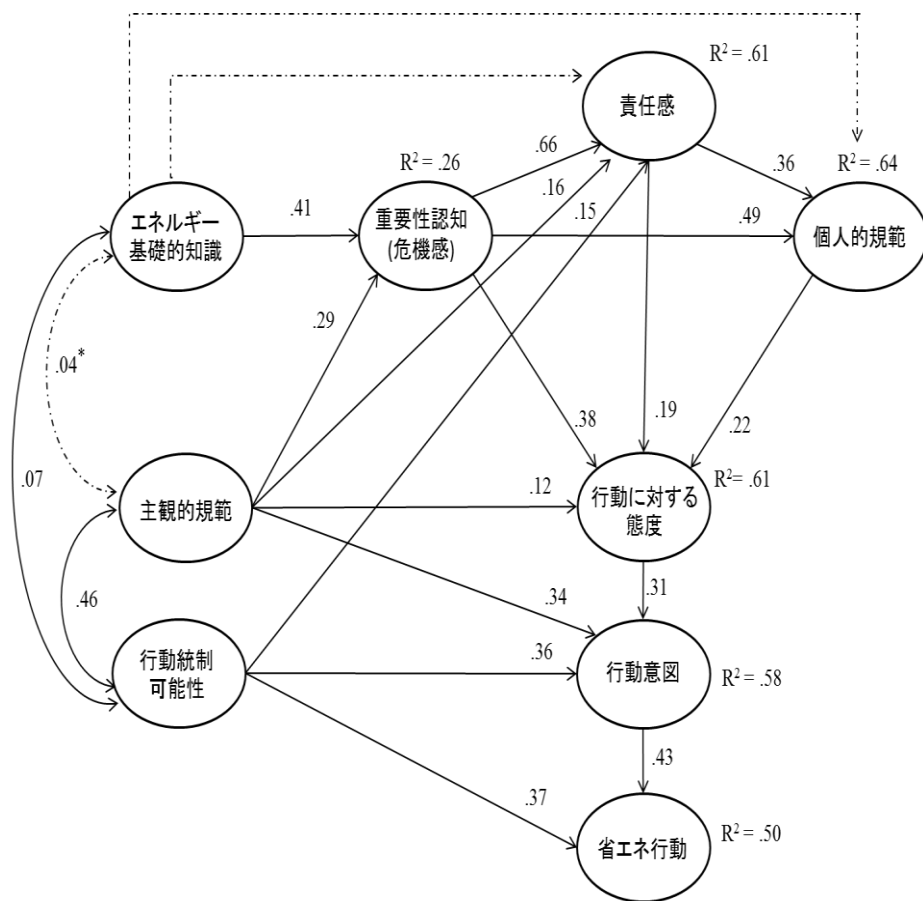 R² = .61
責任感
R² = .26
.66
.36
R² = .64
.16
.15
エネルギー
基礎的知識
.41
重要性認知
(危機感)
.49
個人的規範
.29
.04*
.38
.19
.22
.07
主観的規範
.12
行動に対する
態度
R²= .61
.46
.34
.31
行動統制
可能性
.36
行動意図
R² = .58
.43
.37
省エネ行動
R² = .50